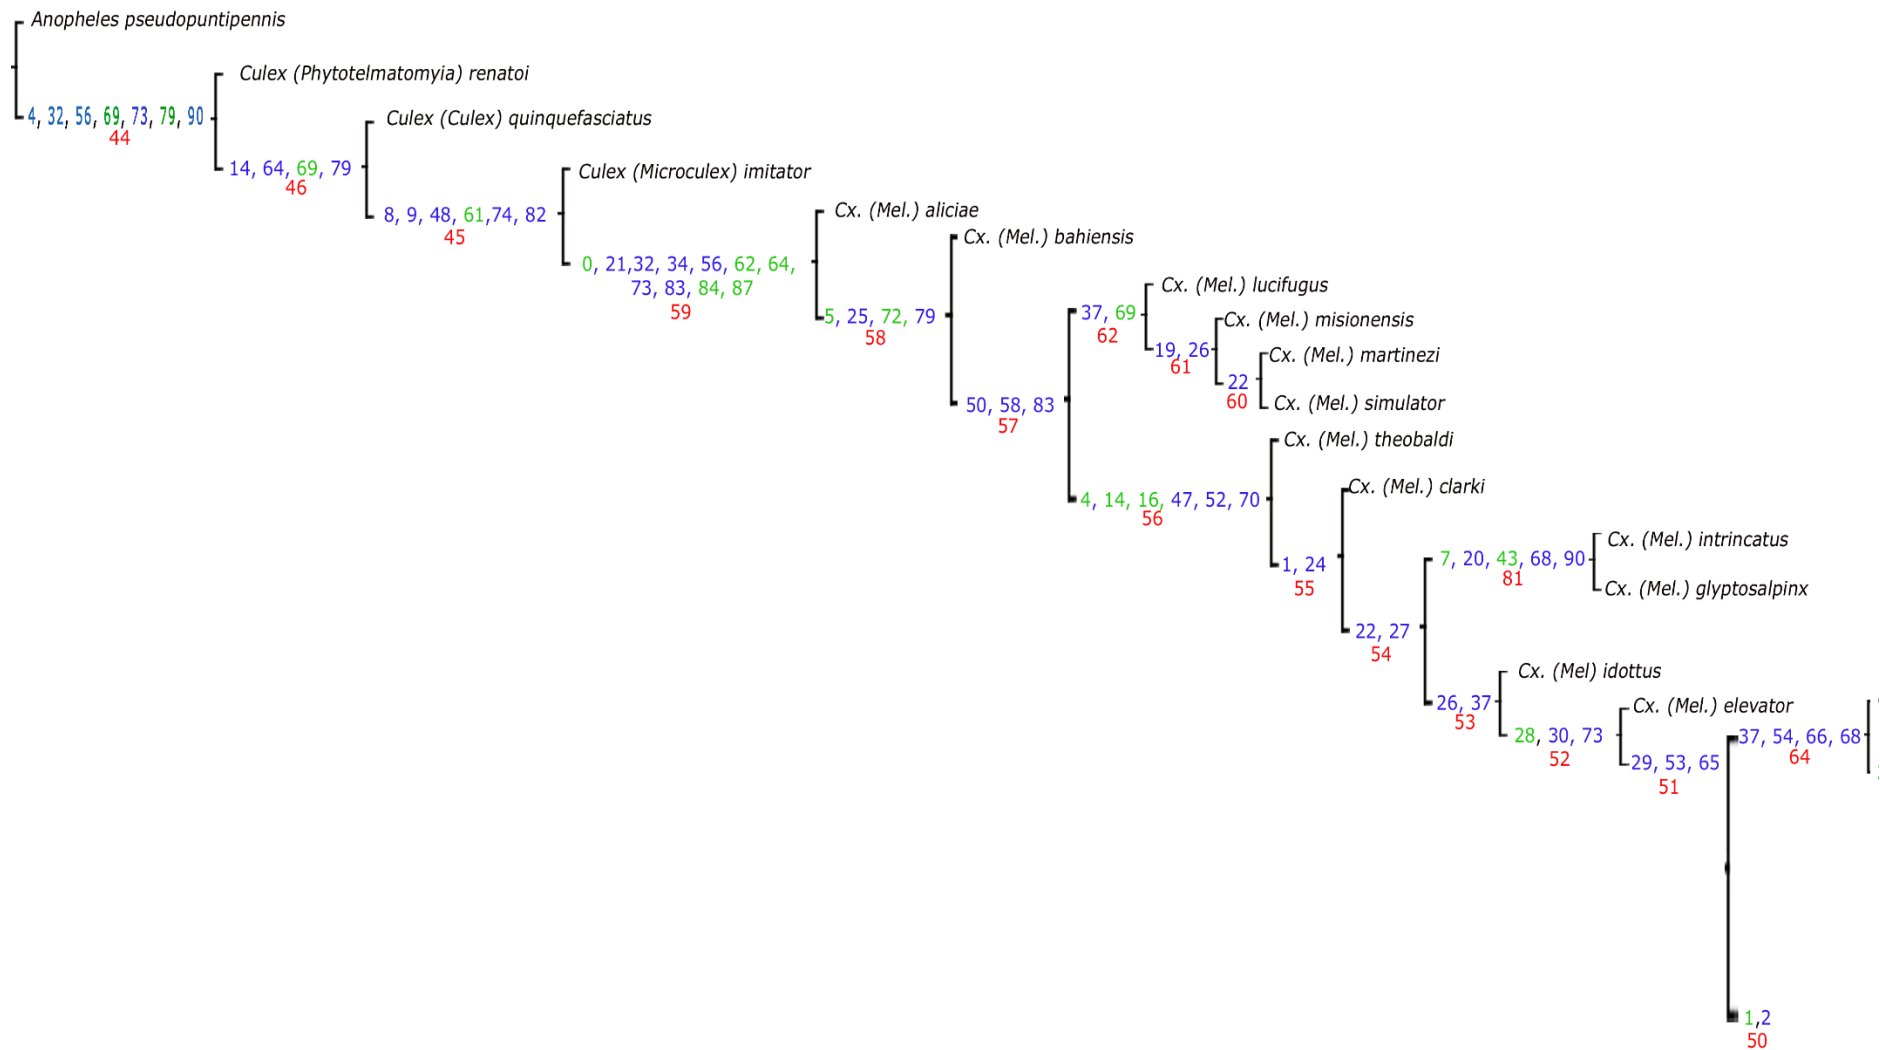 Anopheles pseudopuntipennis
Culex (Phytotelmatomyia) renatoi
4, 32, 56, 69, 73, 79, 90
44
Culex (Culex) quinquefasciatus
14, 64, 69, 79
46
Culex (Microculex) imitator
8, 9, 48, 61,74, 82
45
Cx. (Mel.) aliciae
0, 21,32, 34, 56, 62, 64,
73, 83, 84, 87
59
Cx. (Mel.) bahiensis
5, 25, 72, 79
58
Cx. (Mel.) lucifugus
37, 69
62
Cx. (Mel.) misionensis
19, 26
61
Cx. (Mel.) martinezi
22
60
Cx. (Mel.) simulator
50, 58, 83
57
Cx. (Mel.) theobaldi
4, 14, 16, 47, 52, 70
56
Cx. (Mel.) clarki
1, 24
55
Cx. (Mel.) intrincatus
7, 20, 43, 68, 90
81
Cx. (Mel.) glyptosalpinx
22, 27
54
Cx. (Mel) idottus
26, 37
53
Cx. (Mel.) elevator
28, 30, 73
52
37, 54, 66, 68
64
29, 53, 65
51
1,2
50